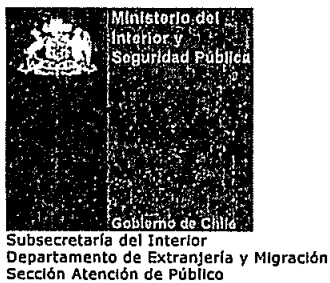 Ministerio del
Interior y
Seguridad Pública
Gobierno de Chile
Subsecretaría del Interior
Departamento de Extranjería y Migración
Sección Atención de Público